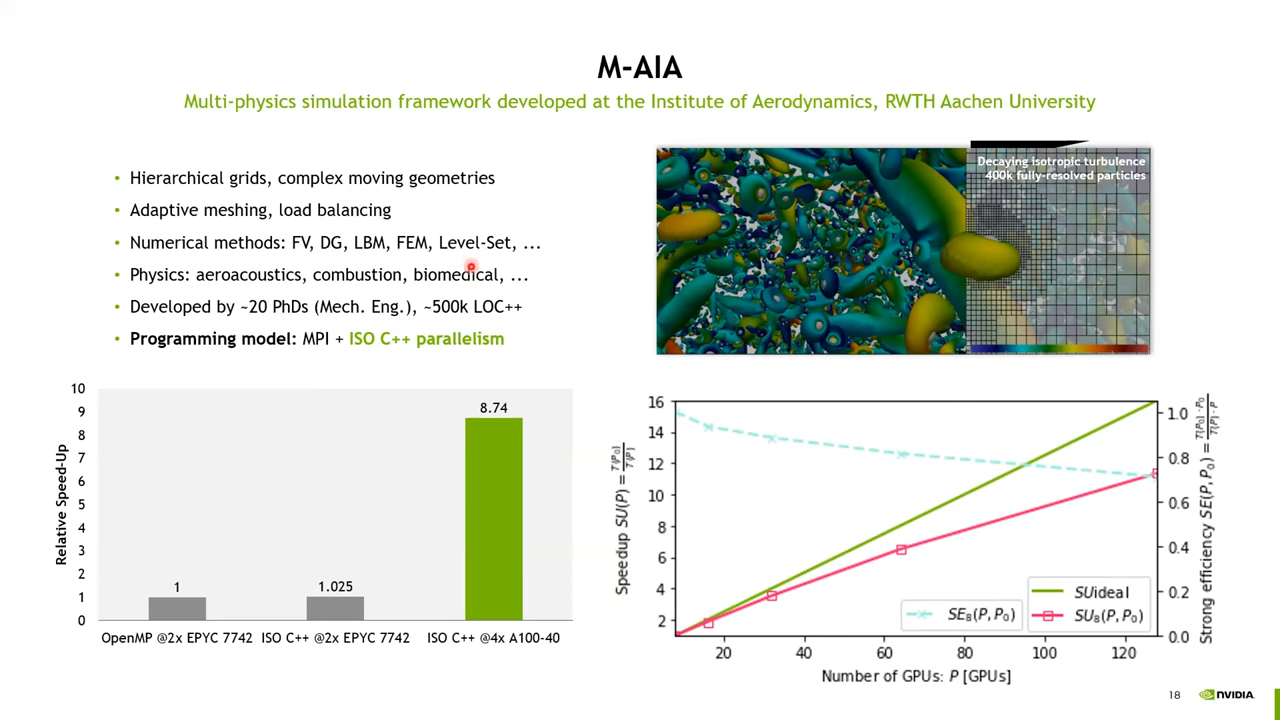 M-AIA
Multi-physics simulation framework developed at the Institute of Aerodynamics, RWTH Aachen University
• Hierarchical grids, complex moving geometries
• Adaptive meshing, load balancing
• Numerical methods: FV, DG, LBM, FEM, Level-Set, ...
• Physics: aeroacoustics, combustion, biomedical, ...
• Developed by ~20 PhDs (Mech. Eng.), ~500k LOC++
• Programming model: MPI + ISO C++ parallelism
Decaying isotropic turbulence
400k fully-resolved particles
Relative Speed-Up
10
9
8
7
6
5
4
3
2
1
0
1
1.025
8.74
OpenMP @2x EPYC 7742
ISO C++ @2x EPYC 7742
ISO C++ @4x A100-40
Speedup SU(P) = T(P₀)/T(P)
16
14
12
10
8
6
4
2
1.0
0.8
0.6
0.4
0.2
0.0
Strong efficiency SE(P, P₀) = T(P₀) · P₀/T(P) · P
SE₈(P, P₀)
SUideal
SU₈(P, P₀)
20
40
60
80
100
120
Number of GPUs: P [GPUs]
18
NVIDIA